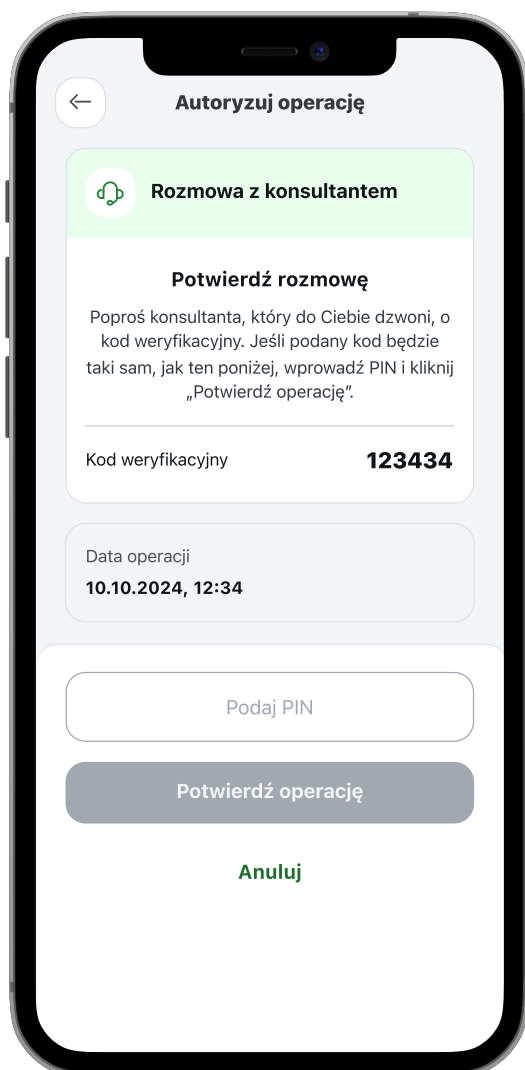 Autoryzuj operację
Rozmowa z konsultantem
Potwierdź rozmowę
Poproś konsultanta, który do Ciebie dzwoni, o
kod weryfikacyjny. Jeśli podany kod będzie
taki sam, jak ten poniżej, wprowadź PIN i kliknij
„Potwierdź operację”.
Kod weryfikacyjny 123434
Data operacji
10.10.2024, 12:34
Podaj PIN
Potwierdź operację
Anuluj